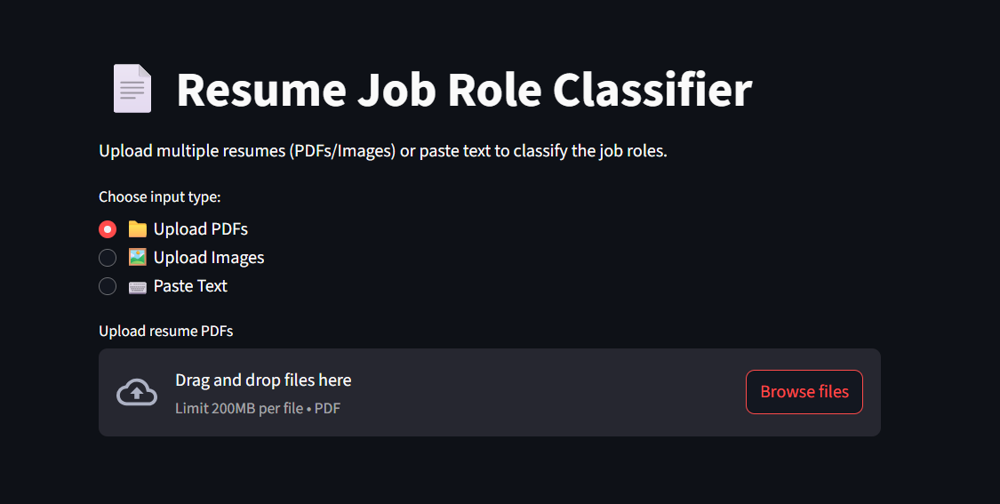 Resume Job Role Classifier
Upload multiple resumes (PDFs/Images) or paste text to classify the job roles.
Choose input type:
Upload PDFs
Upload Images
Paste Text
Upload resume PDFs
Drag and drop files here
Limit 200MB per file • PDF
Browse files